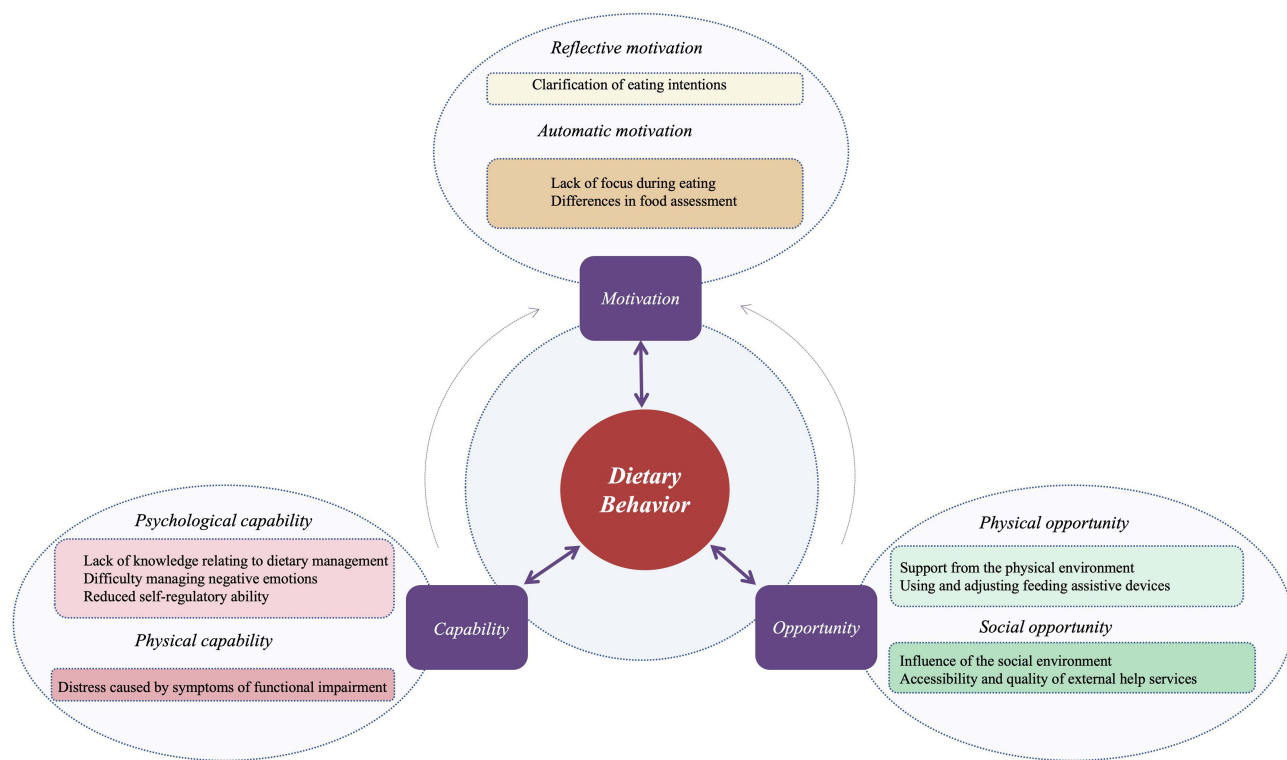 Reflective motivation
Clarification of eating intentions
Automatic motivation
Lack of focus during eating
Differences in food assessment
Motivation
Dietary
Behavior
Psychological capability
Lack of knowledge relating to dietary management
Difficulty managing negative emotions
Reduced self-regulatory ability
Physical capability
Distress caused by symptoms of functional impairment
Capability
Opportunity
Physical opportunity
Support from the physical environment
Using and adjusting feeding assistive devices
Social opportunity
Influence of the social environment
Accessibility and quality of external help services